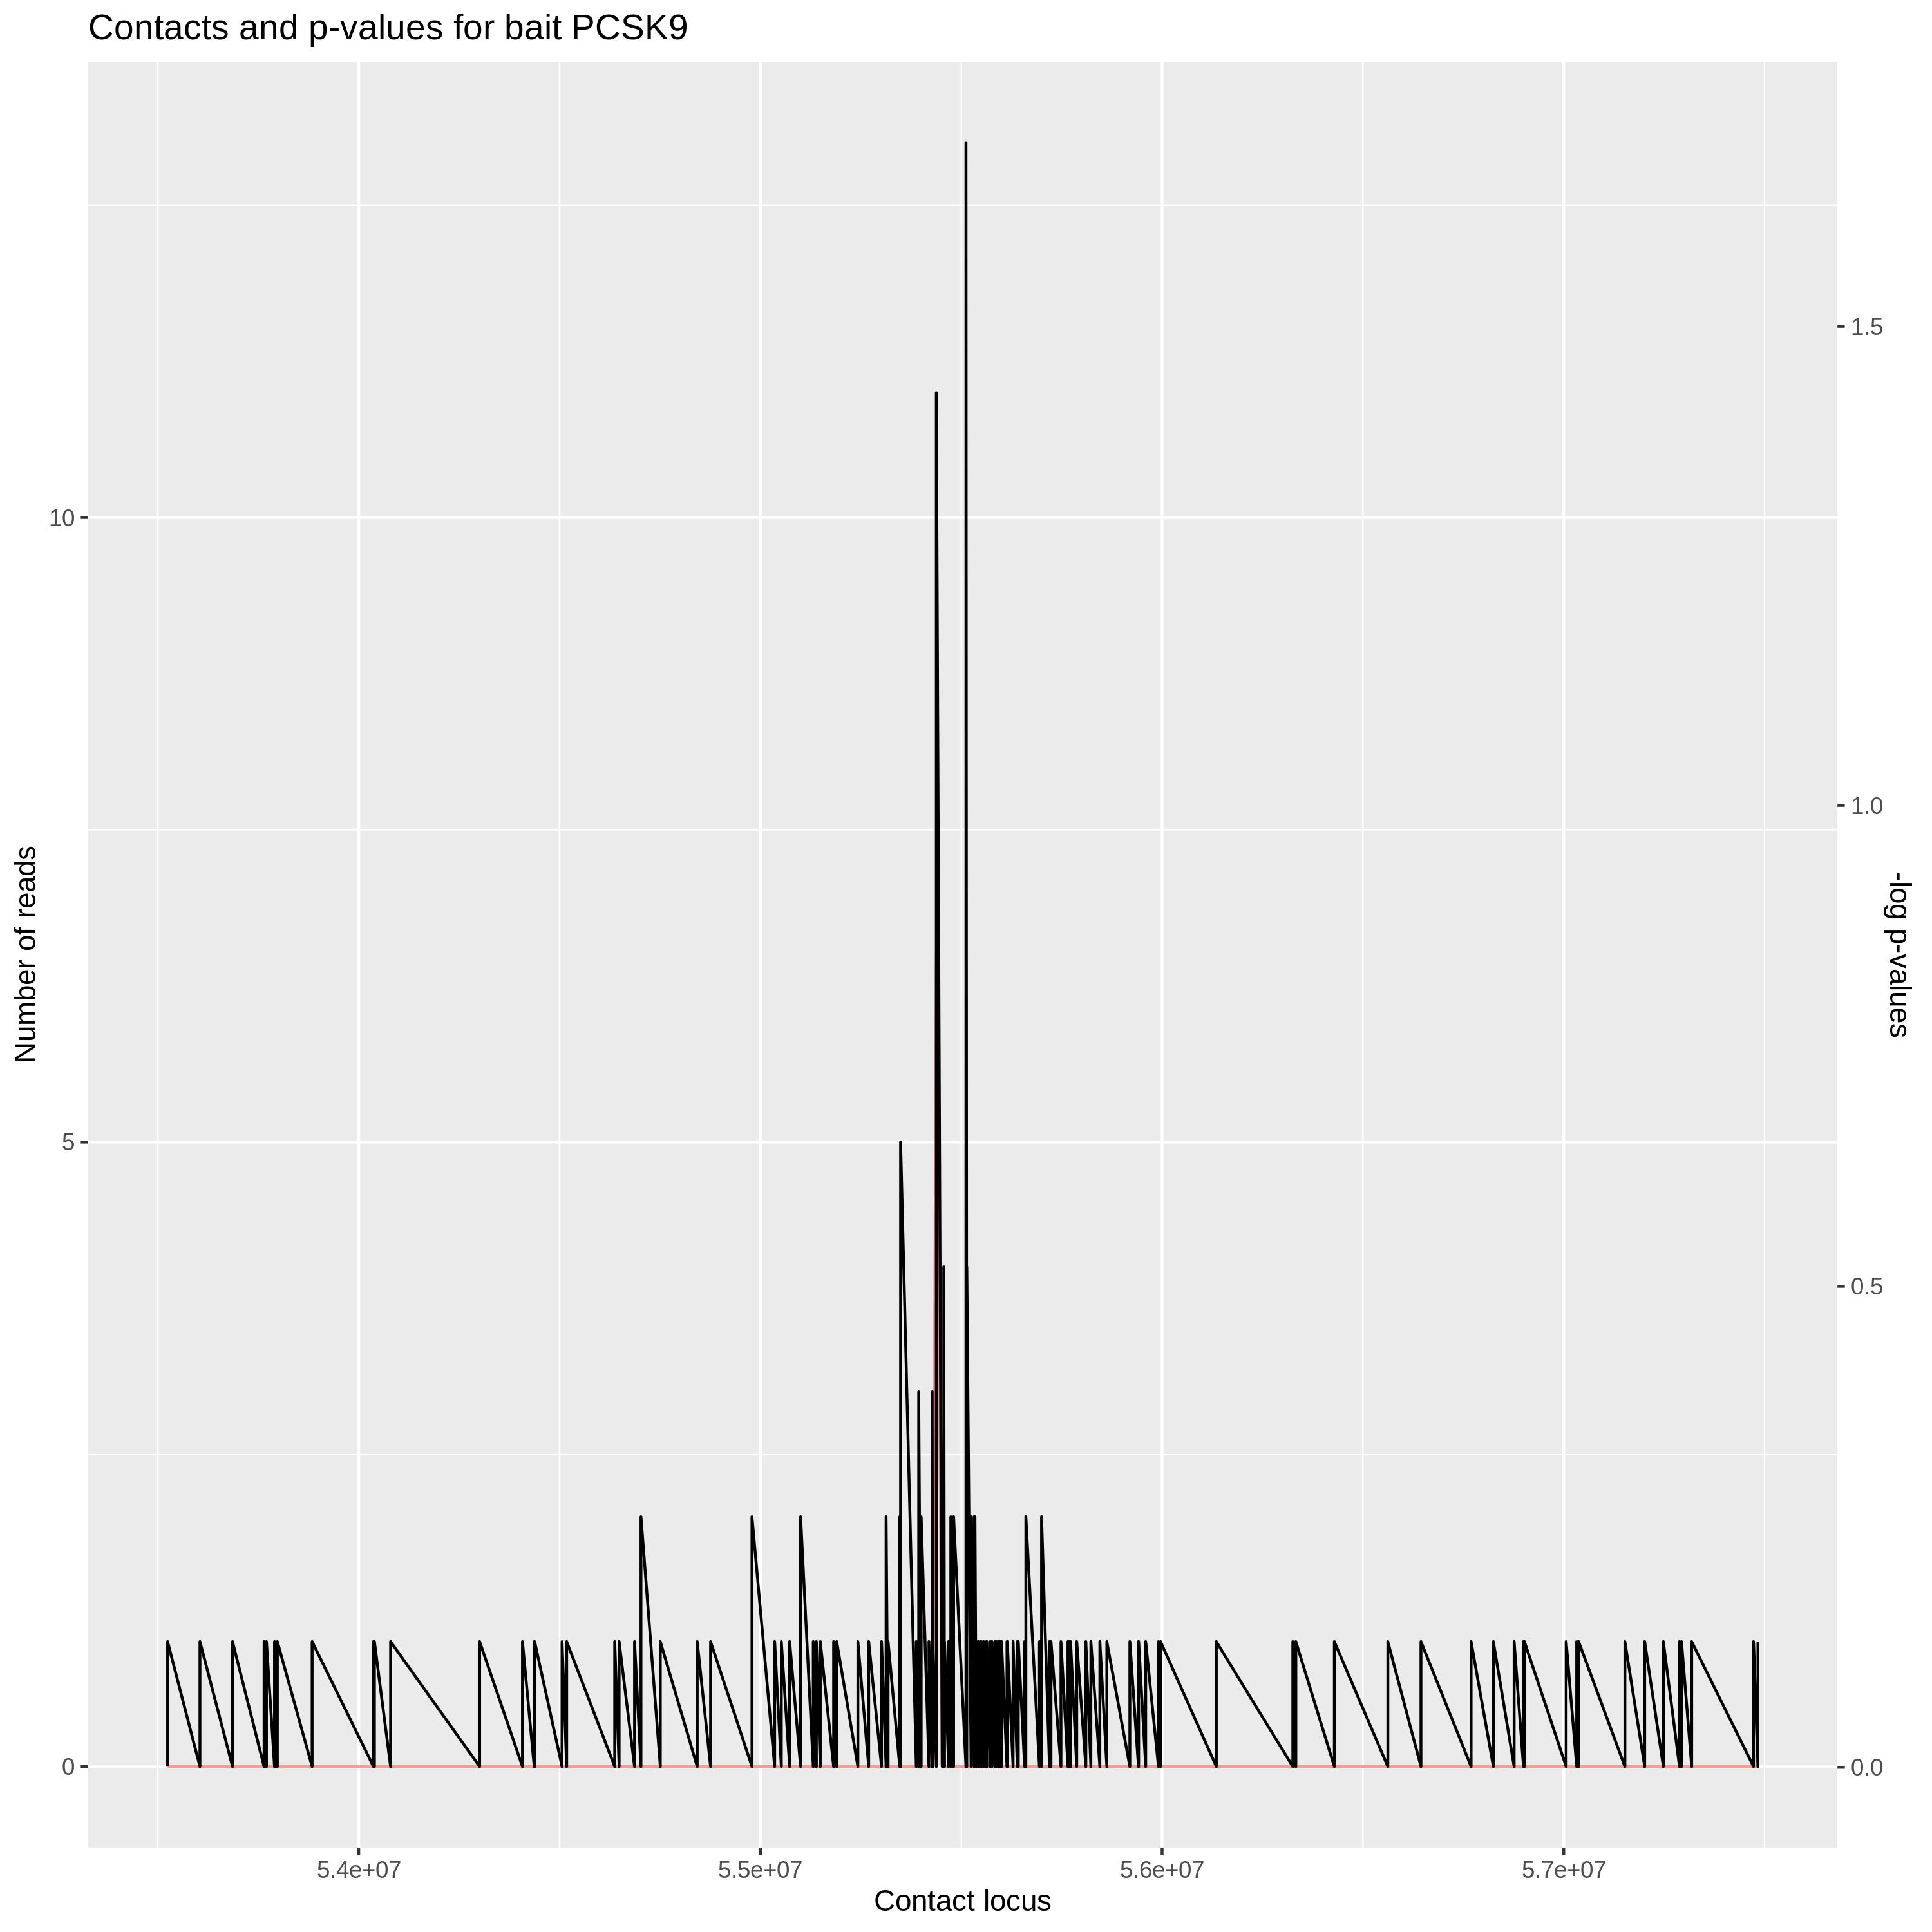 Contacts and p-values for bait PCSK9
Number of reads
10
5
0
1.5
1.0
0.5
0.0
-log p-values
5.4e+07
5.5e+07
5.6e+07
5.7e+07
Contact locus